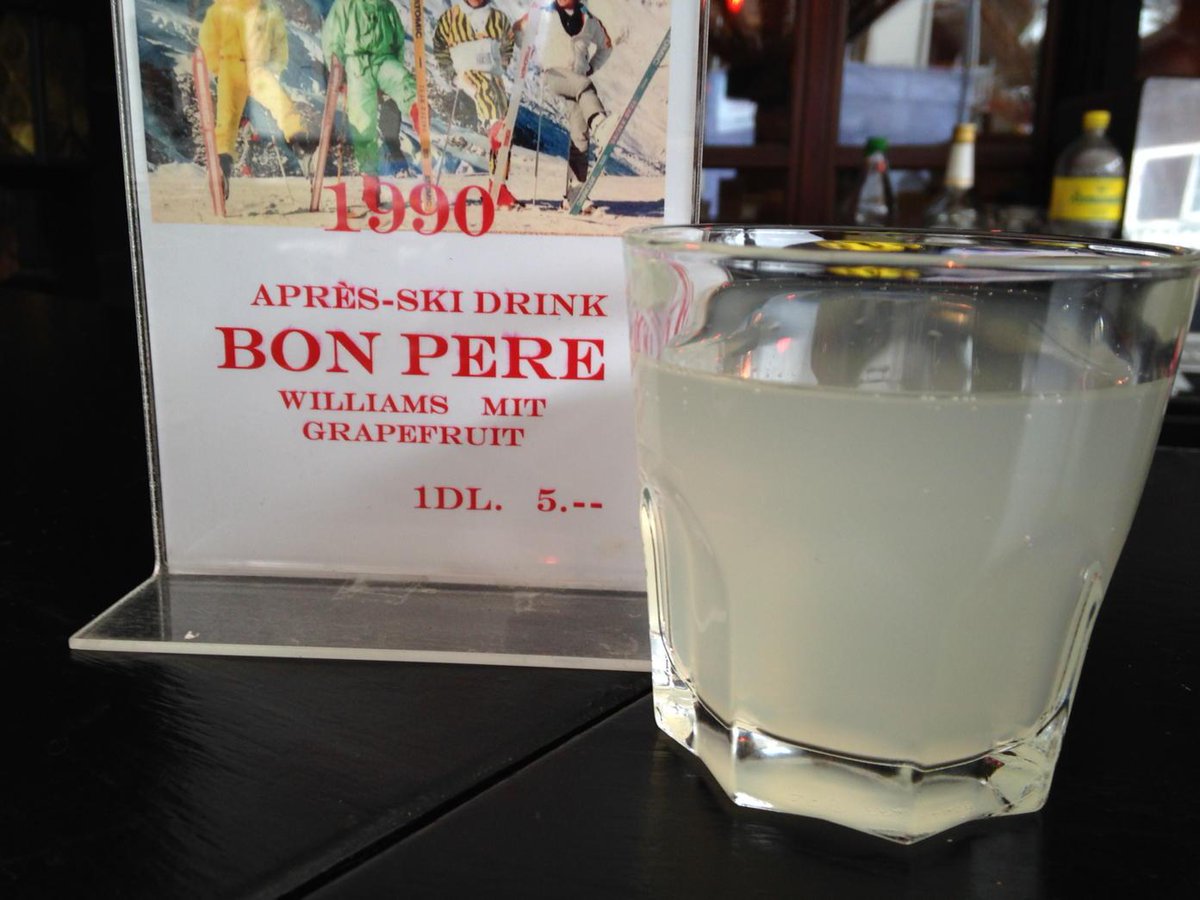 1990
APRÈS-SKI DRINK
BON PERE
WILLIAMS MIT
GRAPEFRUIT
1DL. 5.--